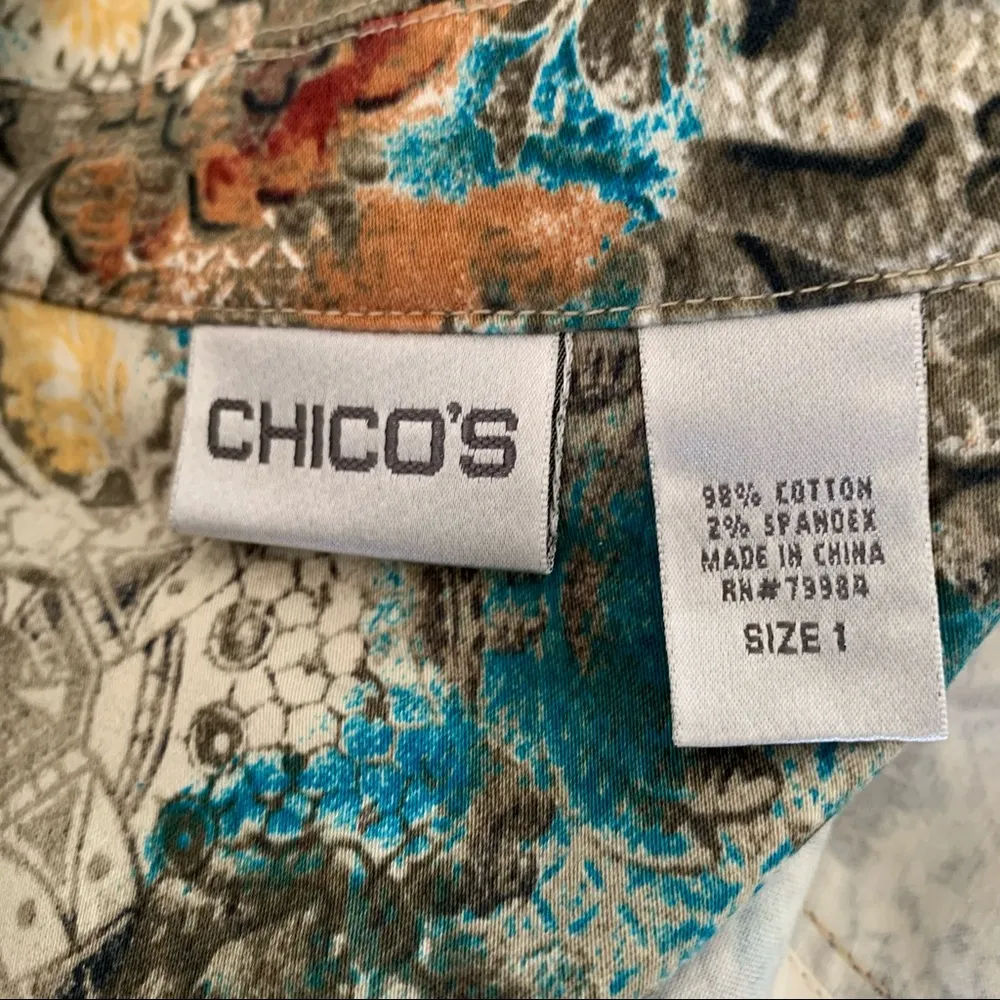 CHICO'S
98% COTTON
2% SPANDEX
MADE IN CHINA
RN#79984
SIZE 1